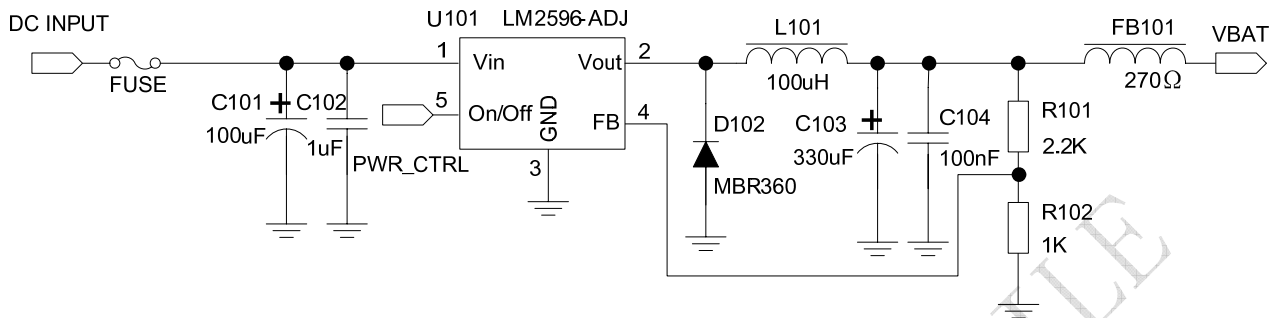 DC INPUT
FUSE
C101
100uF
+
C102
1uF
U101
LM2596-ADJ
1
Vin
Vout
2
5
On/Off
GND
FB
4
3
PWR_CTRL
D102
MBR360
L101
100uH
C103
330uF
+
C104
100nF
R101
2.2K
R102
1K
FB101
270Ω
VBAT